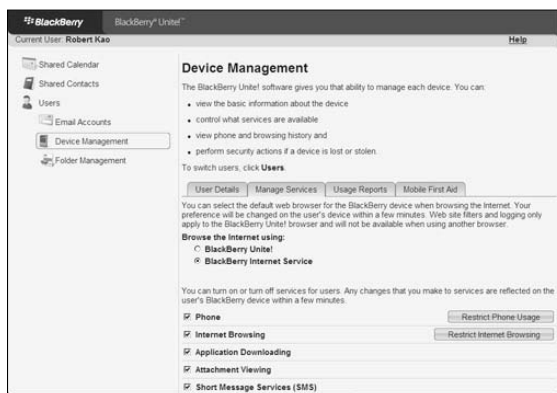 BlackBerry
BlackBerry® Unite!™
Current User: Robert Kao
Help
Shared Calendar
Shared Contacts
Users
Email Accounts
Device Management
Folder Management
Device Management
The BlackBerry Unite! software gives you that ability to manage each device. You can:
• view the basic information about the device
• control what services are available
• view phone and browsing history and
• perform security actions if a device is lost or stolen.
To switch users, click Users.
User Details
Manage Services
Usage Reports
Mobile First Aid
You can select the default web browser for the BlackBerry device when browsing the Internet. Your
preference will be changed on the user's device within a few minutes. Web site filters and logging only
apply to the BlackBerry Unite! browser and will not be available when using another browser.
Browse the Internet using:
BlackBerry Unite!
BlackBerry Internet Service
You can turn on or turn off services for users. Any changes that you make to services are reflected on the
user's BlackBerry device within a few minutes.
Phone
Restrict Phone Usage
Internet Browsing
Restrict Internet Browsing
Application Downloading
Attachment Viewing
Short Message Services (SMS)